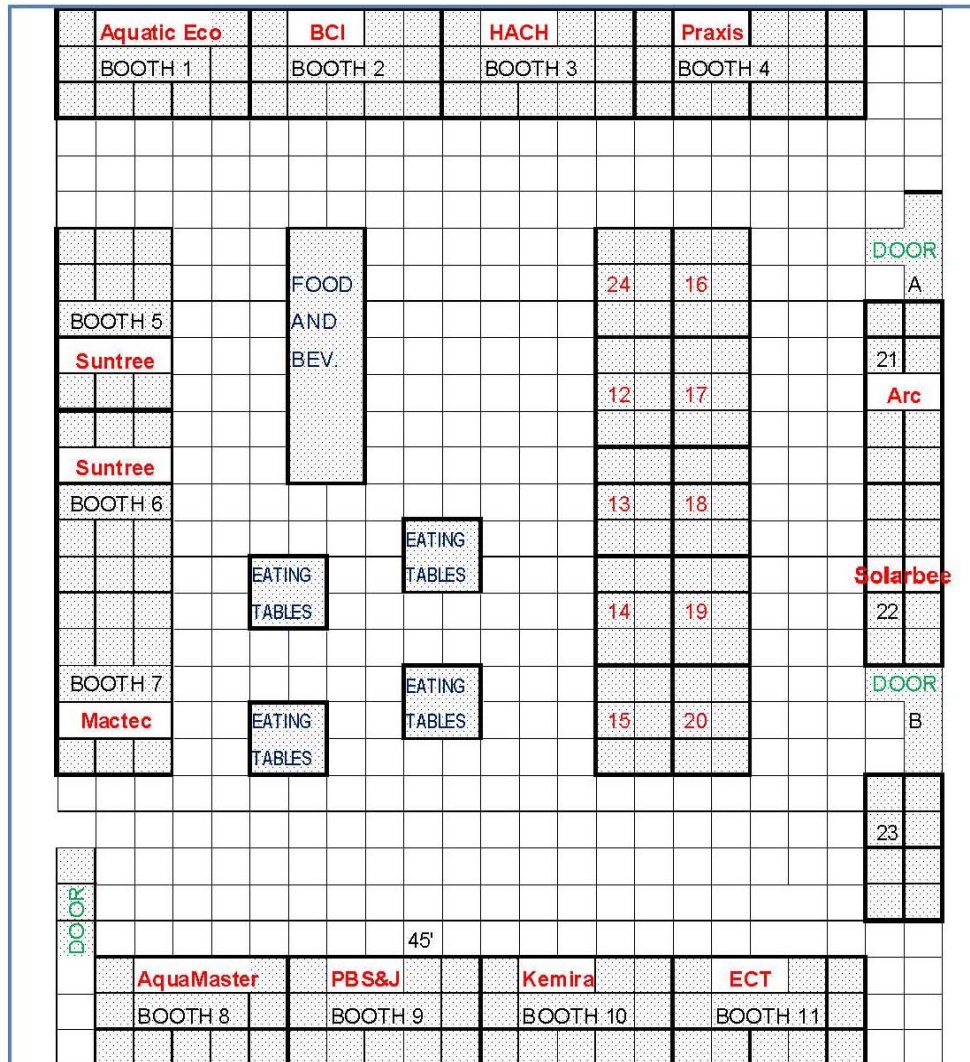 Aquatic Eco BCI HACH Praxis
BOOTH 1 BOOTH 2 BOOTH 3 BOOTH 4
DOOR
A
FOOD
AND
BEV.
24 16
BOOTH 5
Suntree
21
Arc
12 17
Suntree
BOOTH 6
13 18
EATING
TABLES
EATING
TABLES
Solarbee
22
14 19
BOOTH 7
Mactec
EATING
TABLES
EATING
TABLES
15 20
DOOR
B
23
DOOR
45'
AquaMaster PBS&J Kemira ECT
BOOTH 8 BOOTH 9 BOOTH 10 BOOTH 11